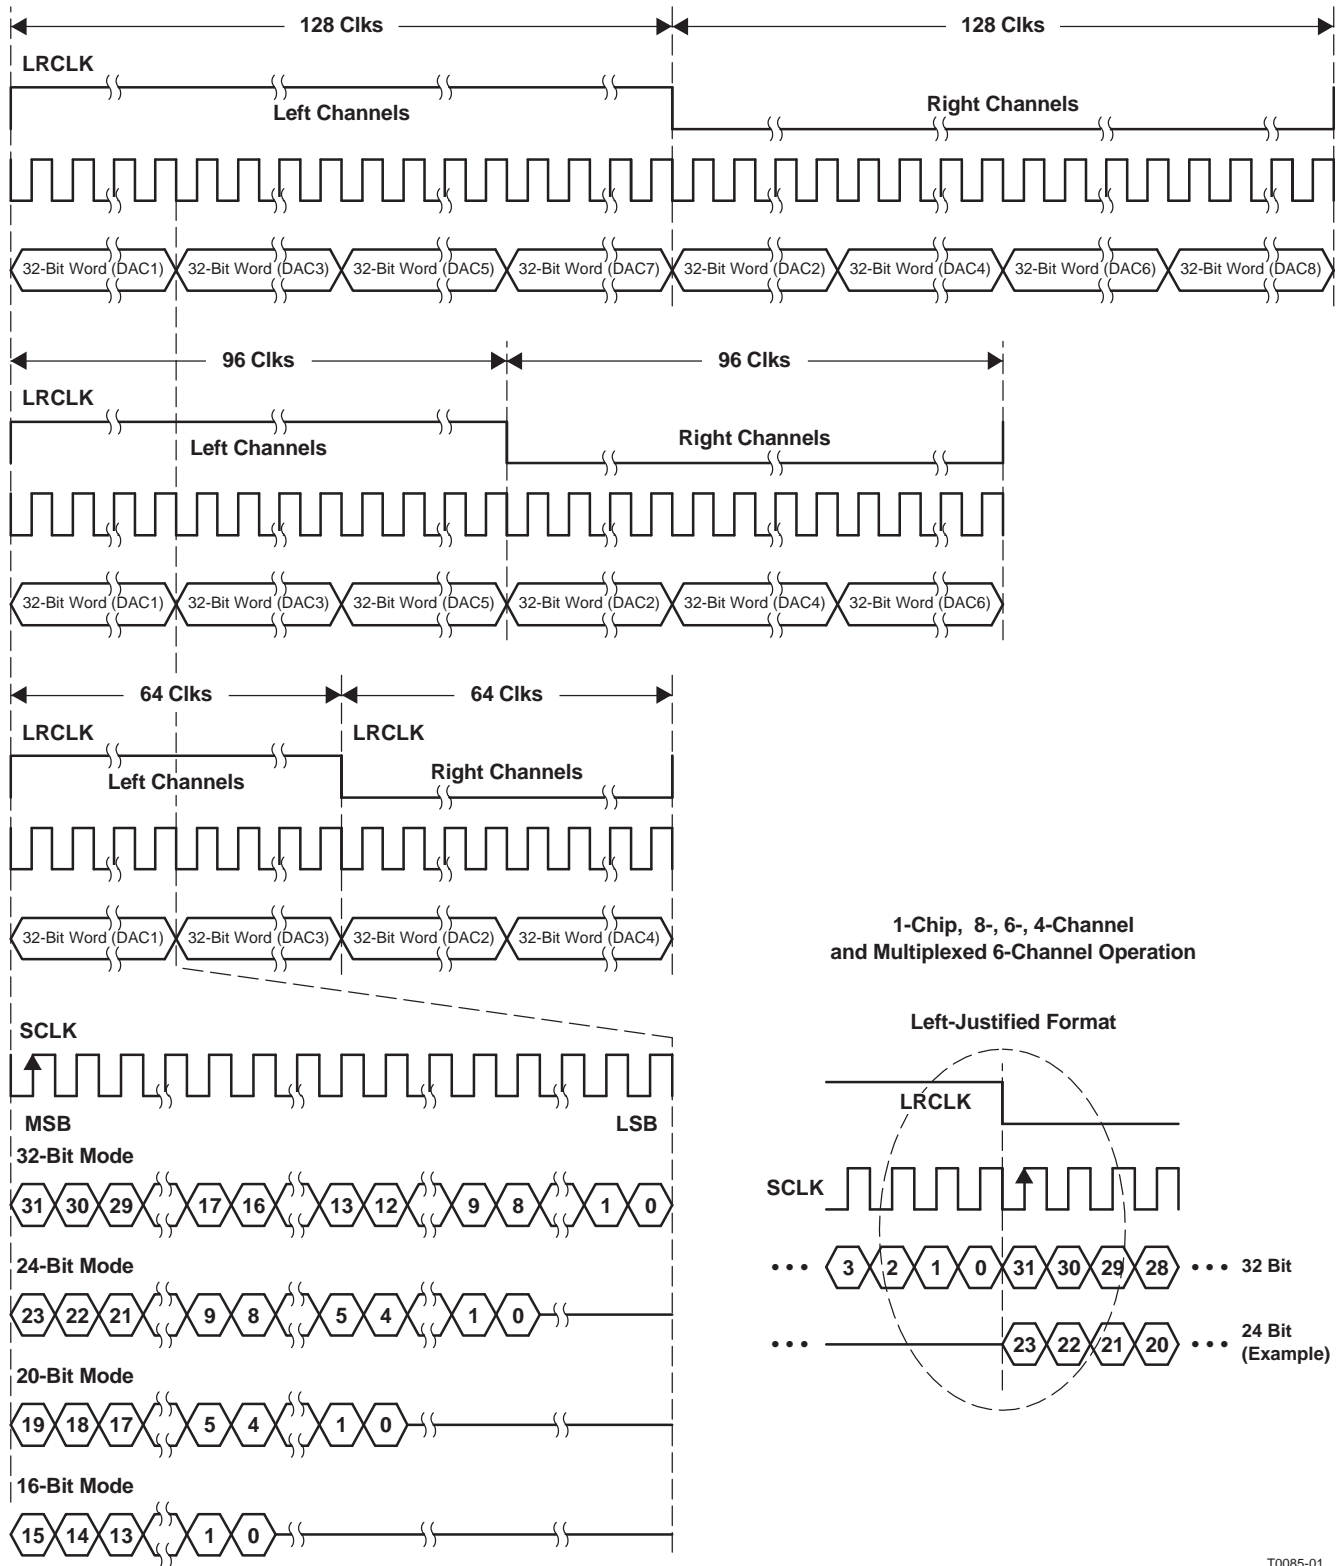 128 Clks 128 Clks
LRCLK
Left Channels Right Channels
32-Bit Word (DAC1) 32-Bit Word (DAC3) 32-Bit Word (DAC5) 32-Bit Word (DAC7) 32-Bit Word (DAC2) 32-Bit Word (DAC4) 32-Bit Word (DAC6) 32-Bit Word (DAC8)
96 Clks 96 Clks
LRCLK
Left Channels Right Channels
32-Bit Word (DAC1) 32-Bit Word (DAC3) 32-Bit Word (DAC5) 32-Bit Word (DAC2) 32-Bit Word (DAC4) 32-Bit Word (DAC6)
64 Clks 64 Clks
LRCLK LRCLK
Left Channels Right Channels
32-Bit Word (DAC1) 32-Bit Word (DAC3) 32-Bit Word (DAC2) 32-Bit Word (DAC4)
SCLK
MSB LSB
32-Bit Mode
31 30 29 17 16 13 12 9 8 1 0
24-Bit Mode
23 22 21 9 8 5 4 1 0
20-Bit Mode
19 18 17 5 4 1 0
16-Bit Mode
15 14 13 1 0
1-Chip, 8-, 6-, 4-Channel
and Multiplexed 6-Channel Operation
Left-Justified Format
LRCLK
SCLK
••• 3 2 1 0 31 30 29 28 ••• 32 Bit
••• 23 22 21 20 ••• 24 Bit
(Example)
T0085-01